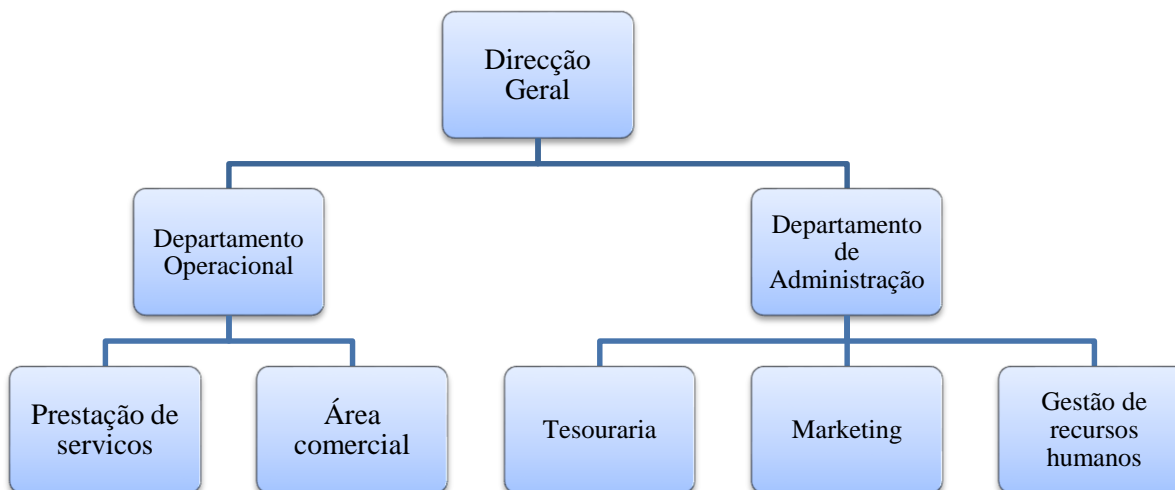 Direcção
Geral
Departamento
Operacional
Departamento
de
Administração
Prestação de
servicos
Área
comercial
Tesouraria
Marketing
Gestão de
recursos
humanos